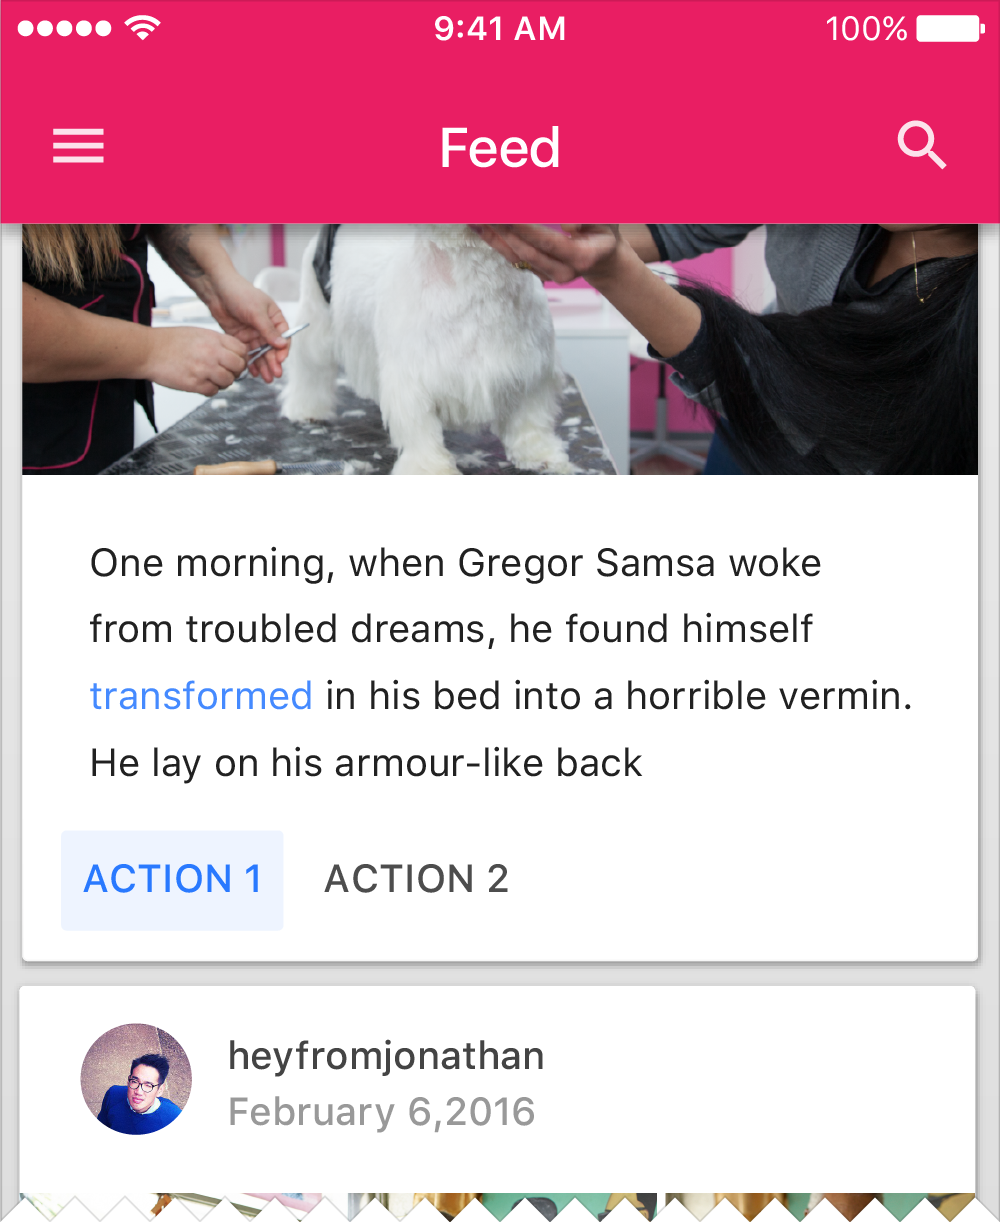 9:41 AM
100%
Feed
One morning, when Gregor Samsa woke
from troubled dreams, he found himself
transformed in his bed into a horrible vermin.
He lay on his armour-like back
ACTION 1
ACTION 2
heyfromjonathan
February 6,2016